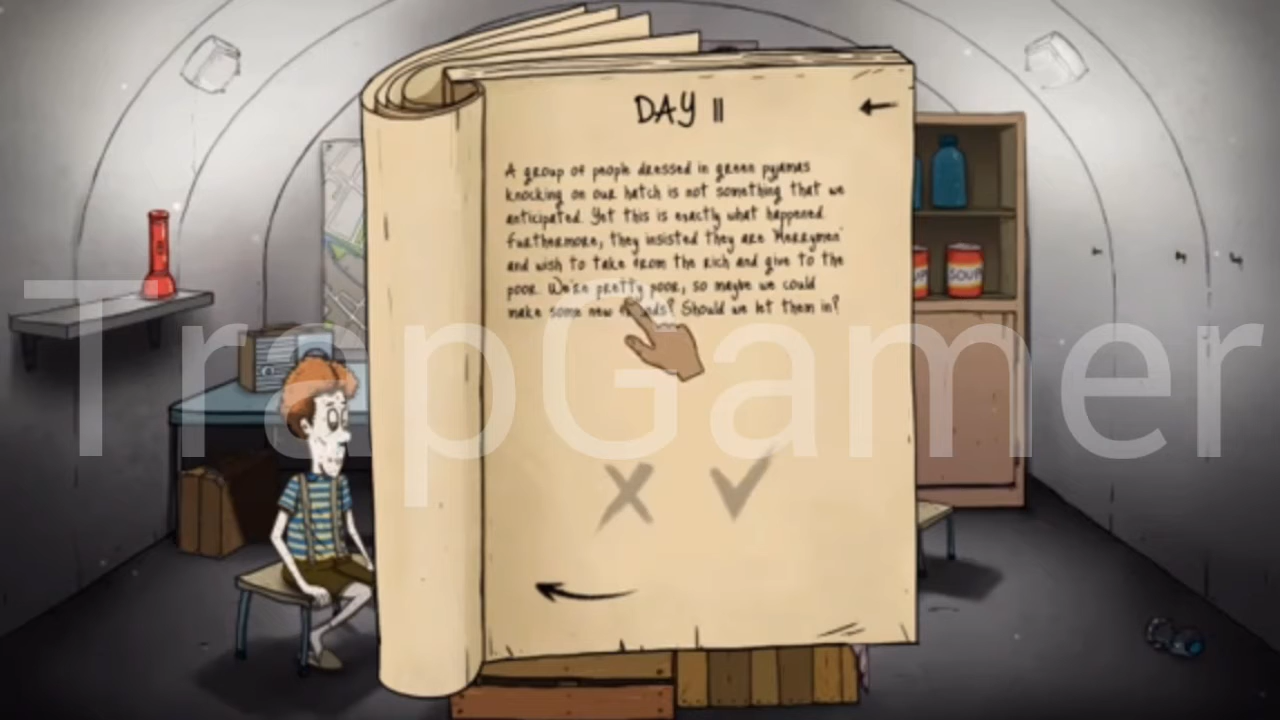 DAY 11
A group of people dressed in green pyjamas
knocking on our hatch is not something that we
anticipated. Yet this is exactly what happened.
Furthermore, they insisted they are 'Merrymen'
and wish to take from the rich and give to the
poor. We're pretty poor, so maybe we could
make some new friends? Should we let them in?
SOUP
TrapGamer